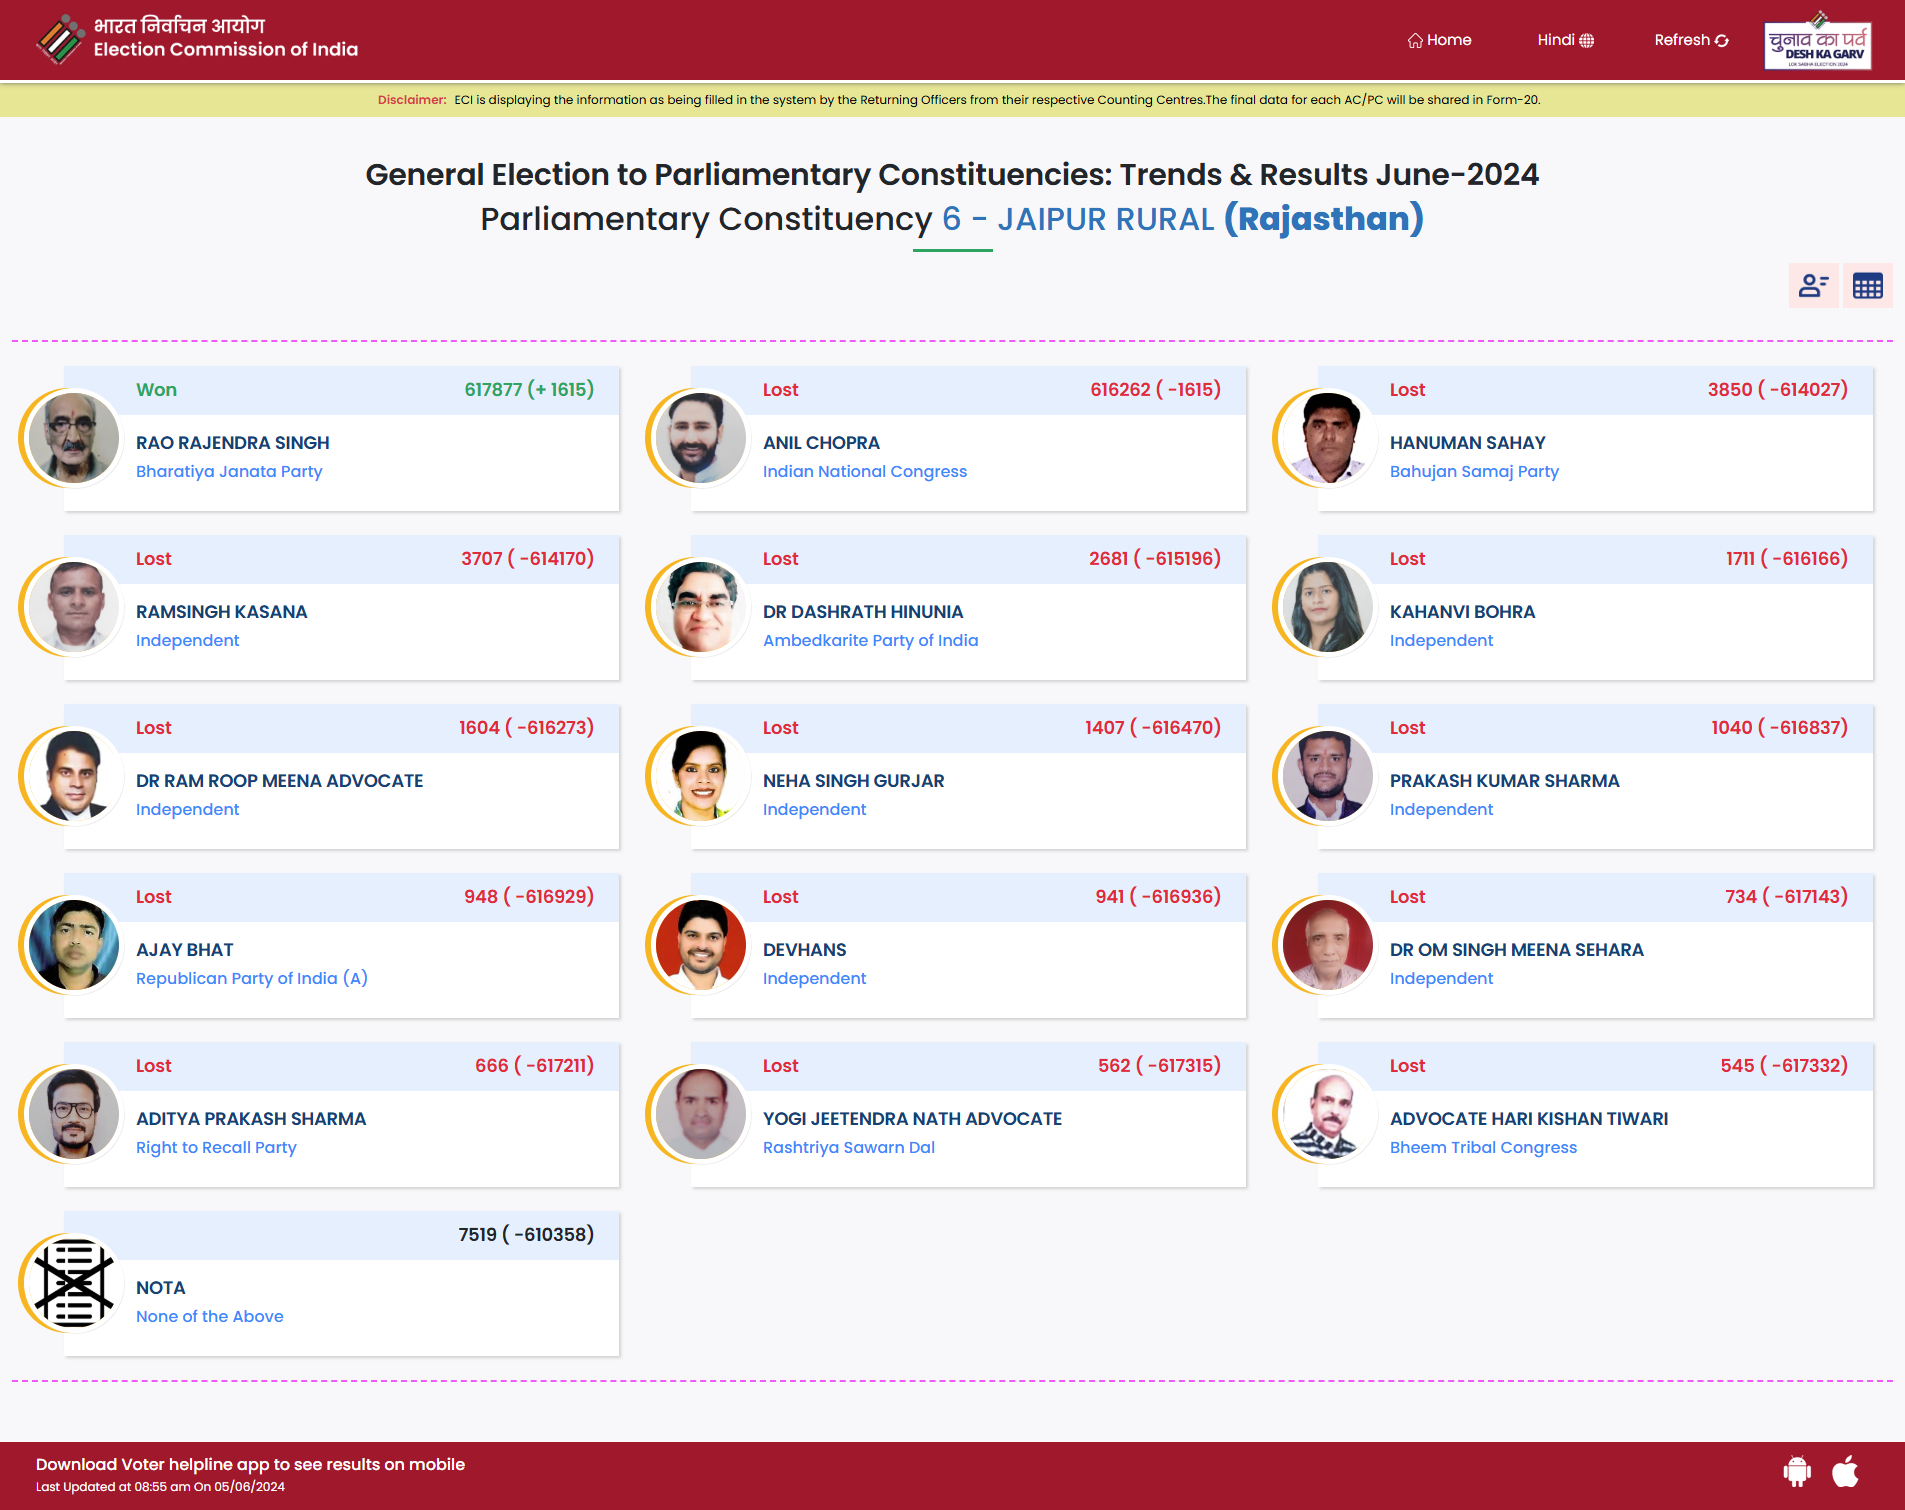 भारत निर्वाचन आयोग
Election Commission of India
Home
Hindi
Refresh
चुनाव का पर्व
DESH KA GARV
LOK SABHA ELECTION 2024
Disclaimer: ECI is displaying the information as being filled in the system by the Returning Officers from their respective Counting Centres.The final data for each AC/PC will be shared in Form-20.
General Election to Parliamentary Constituencies: Trends & Results June-2024
Parliamentary Constituency 6 - JAIPUR RURAL (Rajasthan)
Won 617877 (+ 1615)
RAO RAJENDRA SINGH
Bharatiya Janata Party
Lost 616262 ( -1615)
ANIL CHOPRA
Indian National Congress
Lost 3850 ( -614027)
HANUMAN SAHAY
Bahujan Samaj Party
Lost 3707 ( -614170)
RAMSINGH KASANA
Independent
Lost 2681 ( -615196)
DR DASHRATH HINUNIA
Ambedkarite Party of India
Lost 1711 ( -616166)
KAHANVI BOHRA
Independent
Lost 1604 ( -616273)
DR RAM ROOP MEENA ADVOCATE
Independent
Lost 1407 ( -616470)
NEHA SINGH GURJAR
Independent
Lost 1040 ( -616837)
PRAKASH KUMAR SHARMA
Independent
Lost 948 ( -616929)
AJAY BHAT
Republican Party of India (A)
Lost 941 ( -616936)
DEVHANS
Independent
Lost 734 ( -617143)
DR OM SINGH MEENA SEHARA
Independent
Lost 666 ( -617211)
ADITYA PRAKASH SHARMA
Right to Recall Party
Lost 562 ( -617315)
YOGI JEETENDRA NATH ADVOCATE
Rashtriya Sawarn Dal
Lost 545 ( -617332)
ADVOCATE HARI KISHAN TIWARI
Bheem Tribal Congress
7519 ( -610358)
NOTA
None of the Above
Download Voter helpline app to see results on mobile
Last Updated at 08:55 am On 05/06/2024